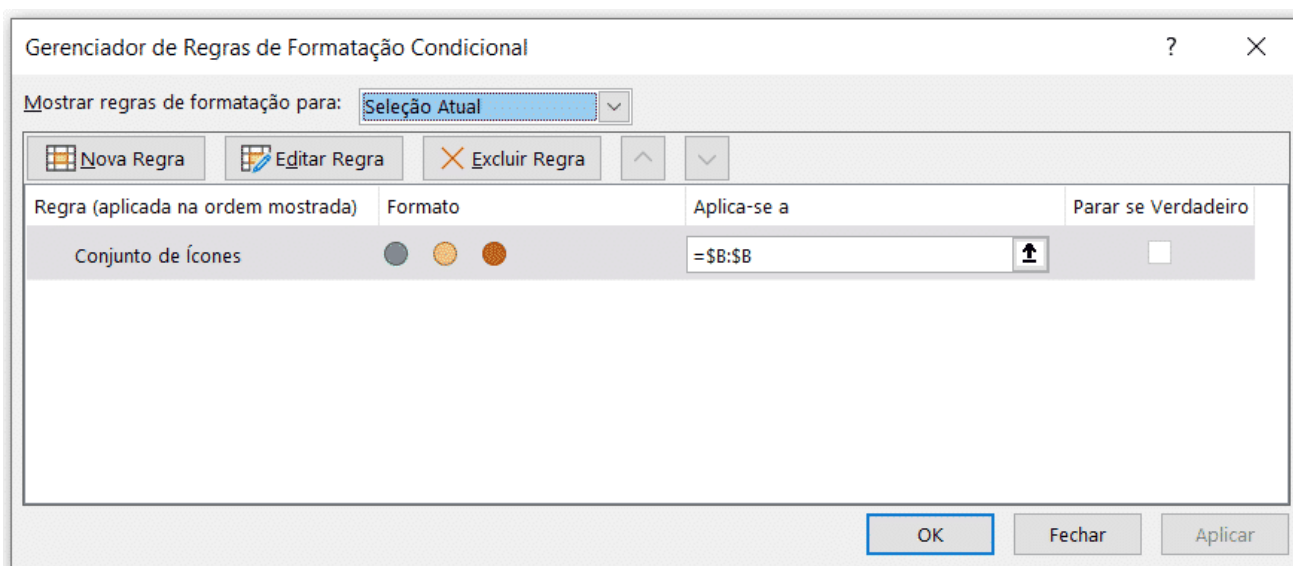 Gerenciador de Regras de Formatação Condicional ?
Mostrar regras de formatação para: Seleção Atual
Nova Regra Editar Regra Excluir Regra
Regra (aplicada na ordem mostrada) Formato Aplica-se a Parar se Verdadeiro
Conjunto de Ícones =$B:$B
OK Fechar Aplicar